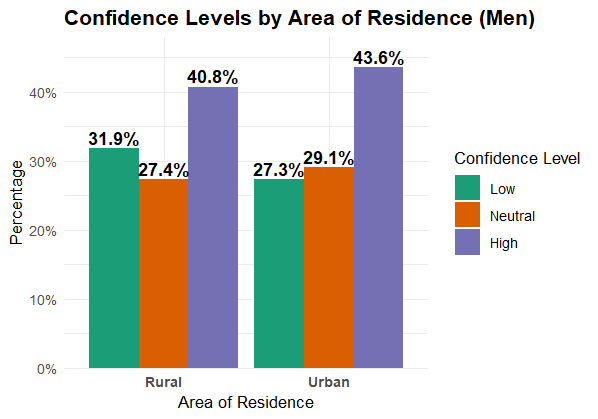 Confidence Levels by Area of Residence (Men)
43.6%
40.8%
40%
31.9%
27.4%
27.3%
29.1%
30%
20%
10%
0%
Percentage
Rural
Urban
Area of Residence
Confidence Level
Low
Neutral
High